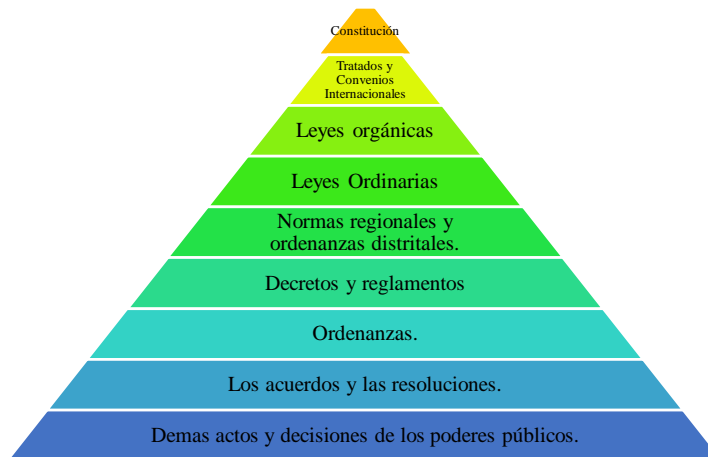 Constitución
Tratados y
Convenios
Internacionales
Leyes orgánicas
Leyes Ordinarias
Normas regionales y
ordenanzas distritales.
Decretos y reglamentos
Ordenanzas.
Los acuerdos y las resoluciones.
Demas actos y decisiones de los poderes públicos.